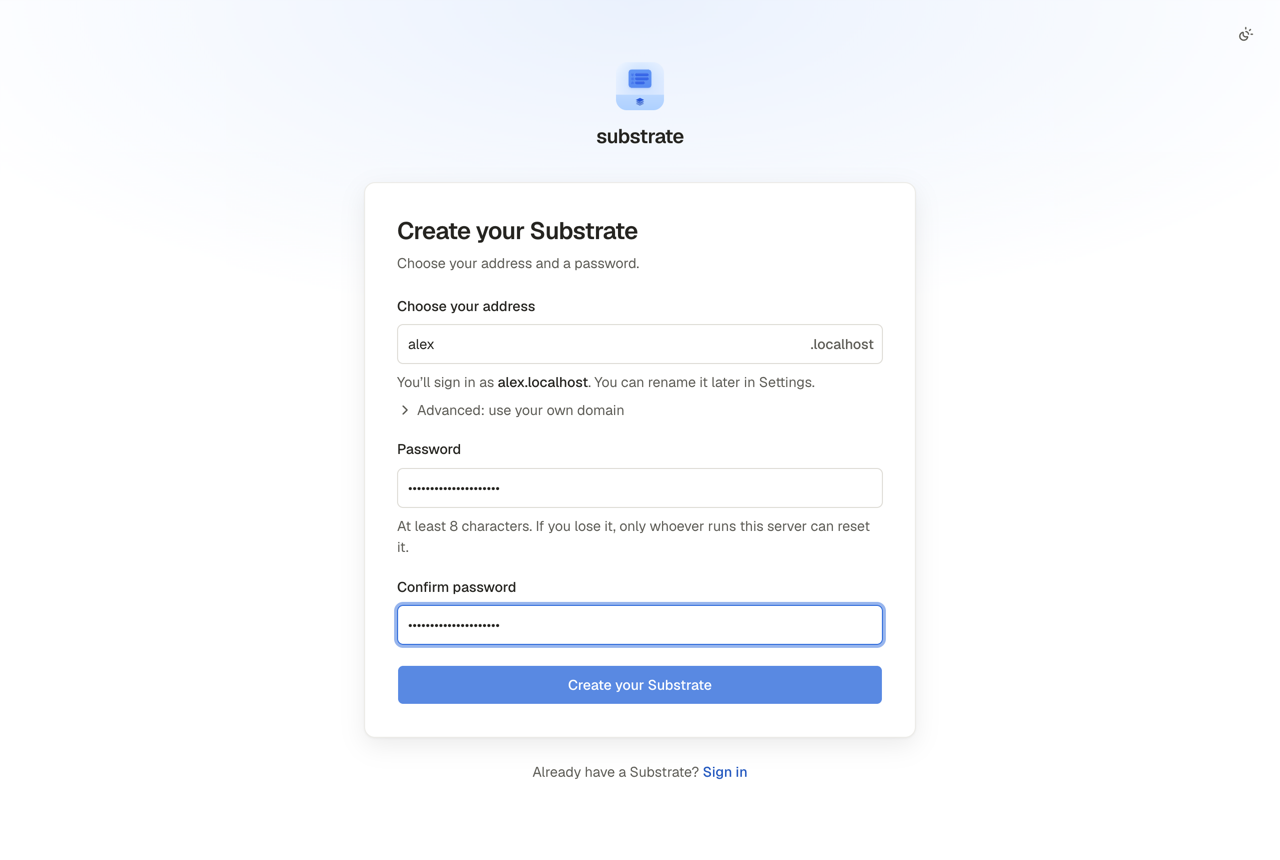 substrate
Create your Substrate
Choose your address and a password.
Choose your address
alex .localhost
You'll sign in as alex.localhost. You can rename it later in Settings.
Advanced: use your own domain
Password
•••••••••••••••••••••
At least 8 characters. If you lose it, only whoever runs this server can reset
it.
Confirm password
•••••••••••••••••••••
Create your Substrate
Already have a Substrate? Sign in